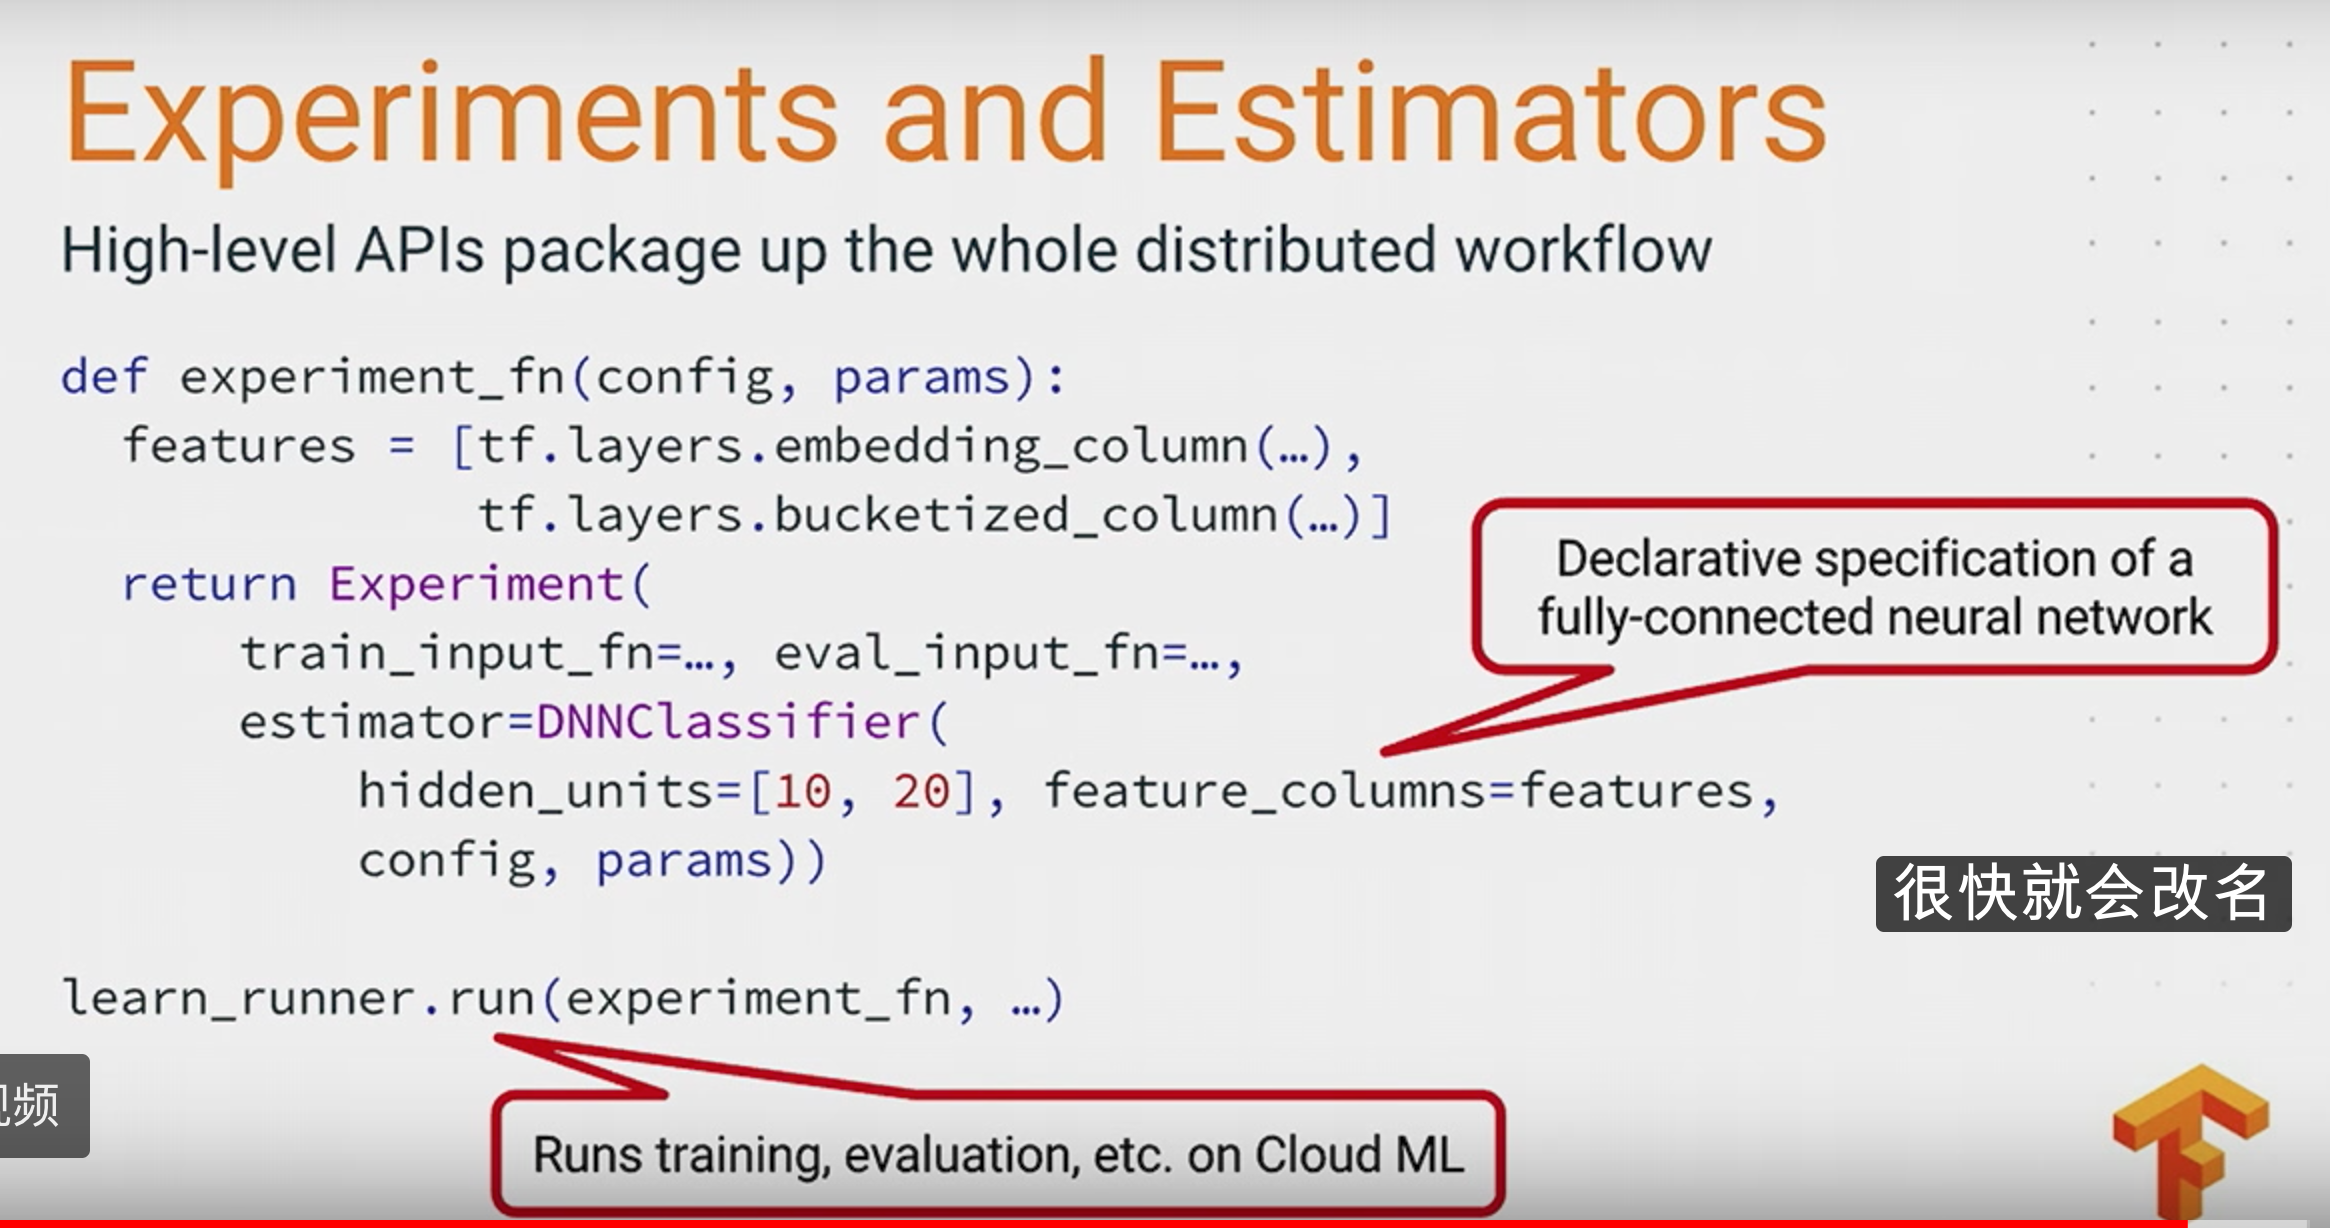 Experiments and Estimators
High-level APIs package up the whole distributed workflow
def experiment_fn(config, params):
  features = [tf.layers.embedding_column(…),
              tf.layers.bucketized_column(…)]
  return Experiment(
      train_input_fn=…, eval_input_fn=…,
      estimator=DNNClassifier(
          hidden_units=[10, 20], feature_columns=features,
          config, params))
learn_runner.run(experiment_fn, …)
Declarative specification of a
fully-connected neural network
很快就会改名
Runs training, evaluation, etc. on Cloud ML
频